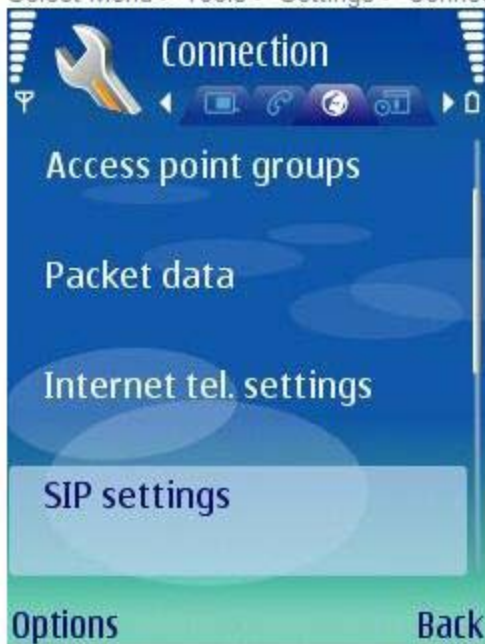 Connection
Access point groups
Packet data
Internet tel. settings
SIP settings
Options Back